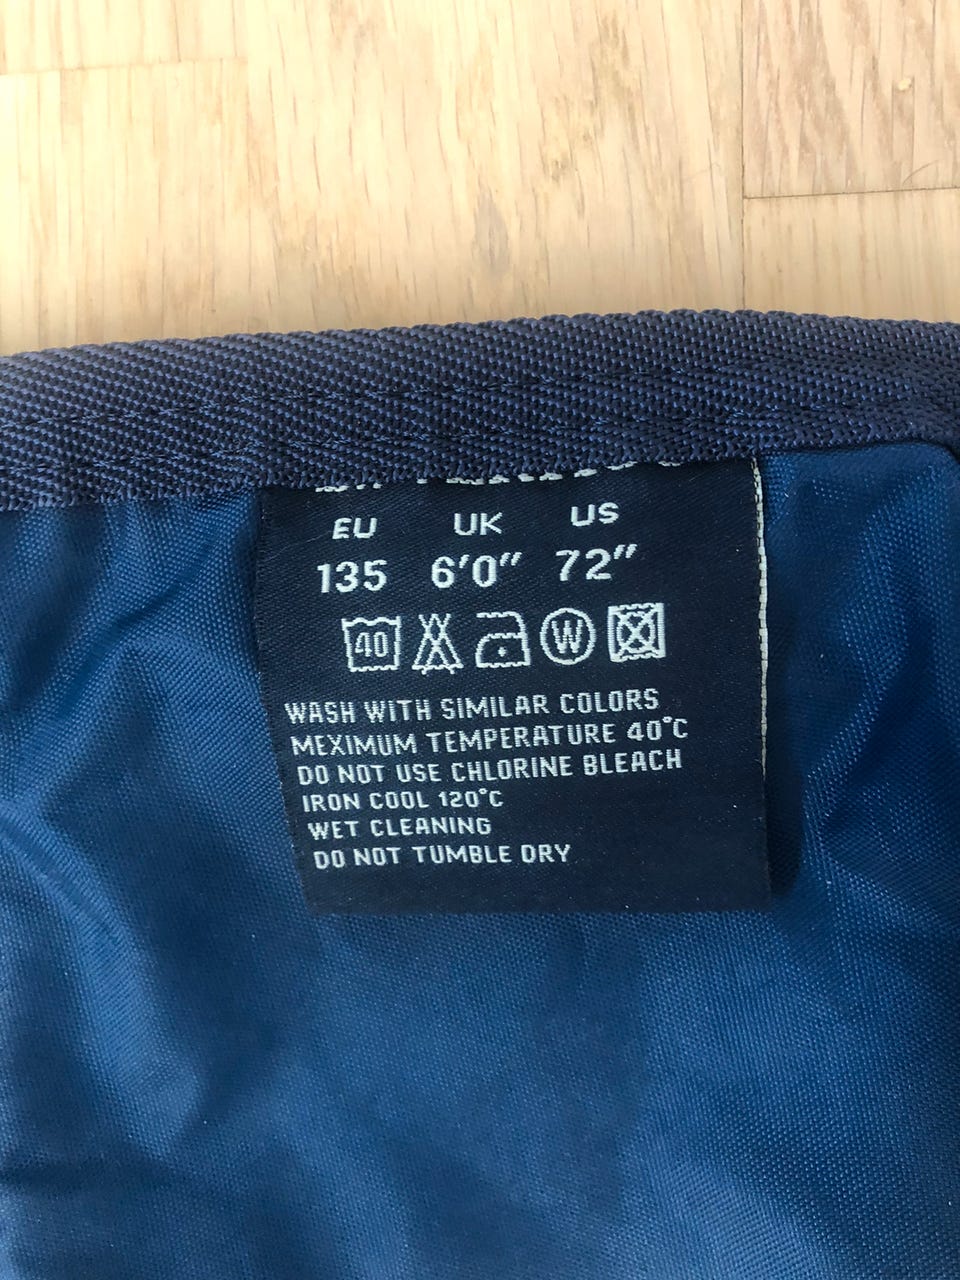 EU UK US
135 6'0" 72"
40 W
WASH WITH SIMILAR COLORS
MEXIMUM TEMPERATURE 40°C
DO NOT USE CHLORINE BLEACH
IRON COOL 120°C
WET CLEANING
DO NOT TUMBLE DRY